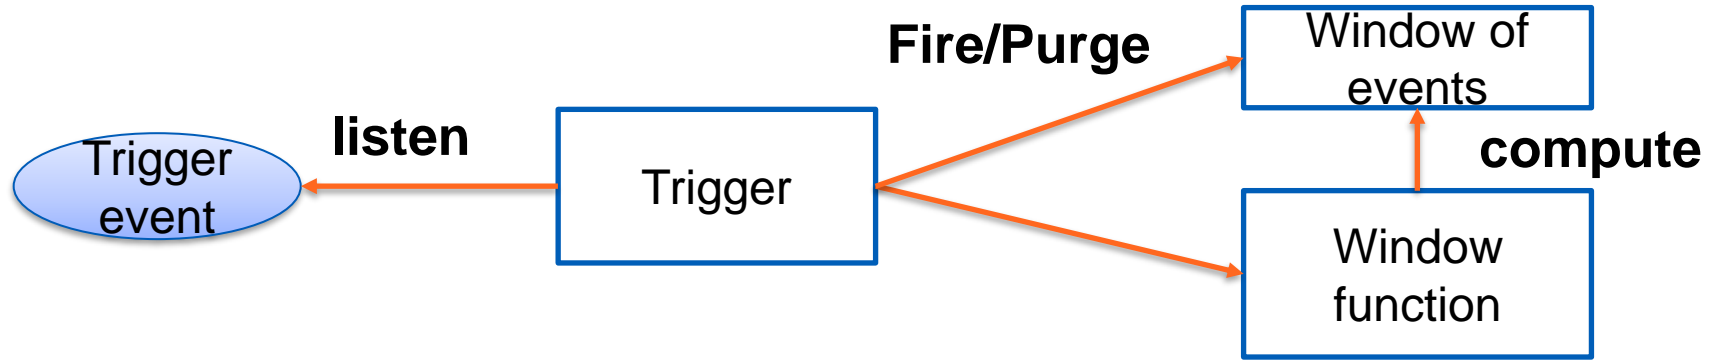 Trigger
event
listen
Trigger
Fire/Purge
Window of
events
compute
Window
function